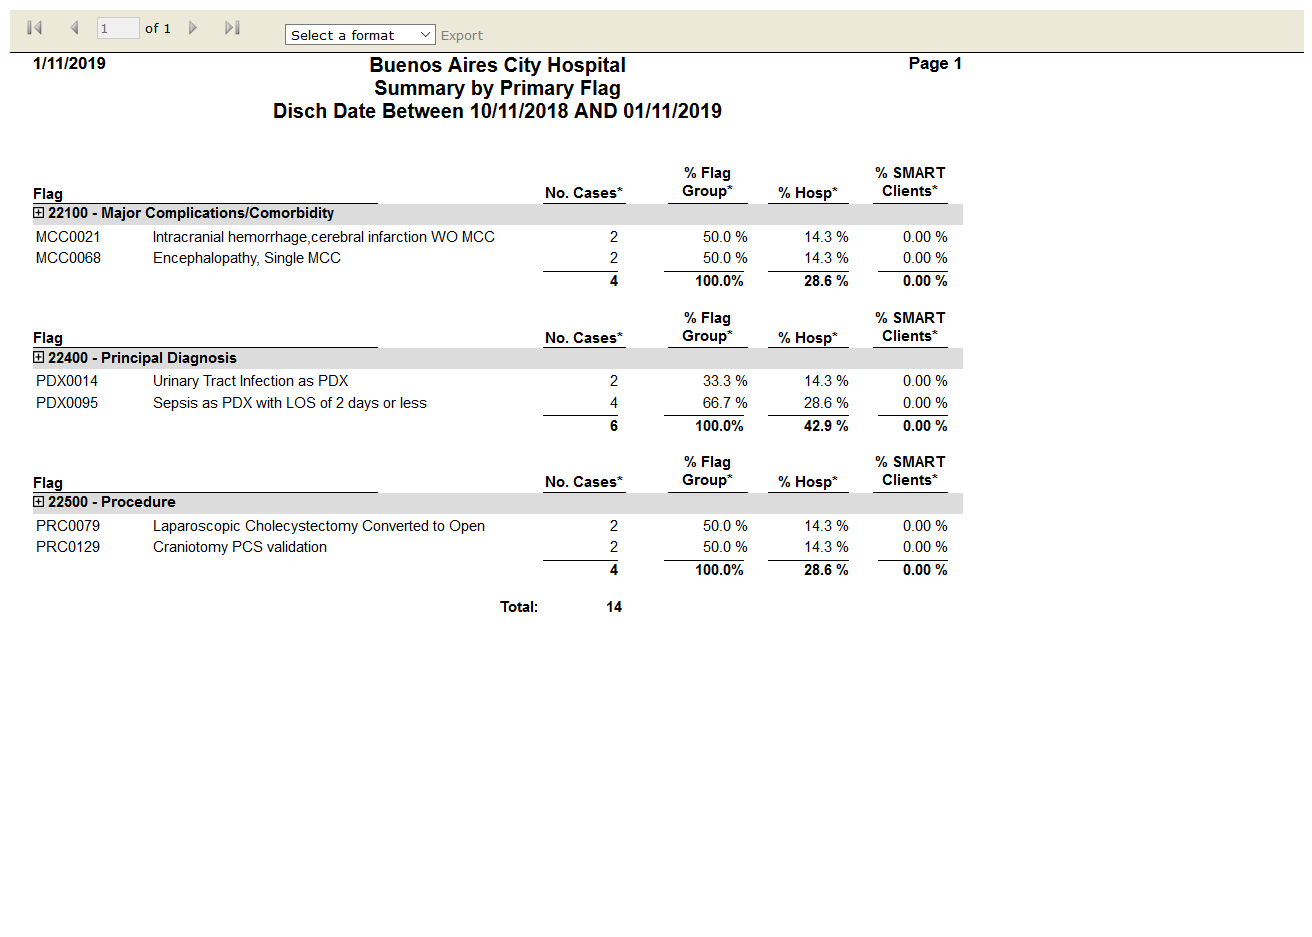 1 of 1 Select a format Export
1/11/2019 Buenos Aires City Hospital Page 1
Summary by Primary Flag
Disch Date Between 10/11/2018 AND 01/11/2019
Flag No. Cases* % Flag Group* % Hosp* % SMART Clients*
22100 - Major Complications/Comorbidity
MCC0021 Intracranial hemorrhage,cerebral infarction WO MCC 2 50.0 % 14.3 % 0.00 %
MCC0068 Encephalopathy, Single MCC 2 50.0 % 14.3 % 0.00 %
4 100.0% 28.6 % 0.00 %
Flag No. Cases* % Flag Group* % Hosp* % SMART Clients*
22400 - Principal Diagnosis
PDX0014 Urinary Tract Infection as PDX 2 33.3 % 14.3 % 0.00 %
PDX0095 Sepsis as PDX with LOS of 2 days or less 4 66.7 % 28.6 % 0.00 %
6 100.0% 42.9 % 0.00 %
Flag No. Cases* % Flag Group* % Hosp* % SMART Clients*
22500 - Procedure
PRC0079 Laparoscopic Cholecystectomy Converted to Open 2 50.0 % 14.3 % 0.00 %
PRC0129 Craniotomy PCS validation 2 50.0 % 14.3 % 0.00 %
4 100.0% 28.6 % 0.00 %
Total: 14